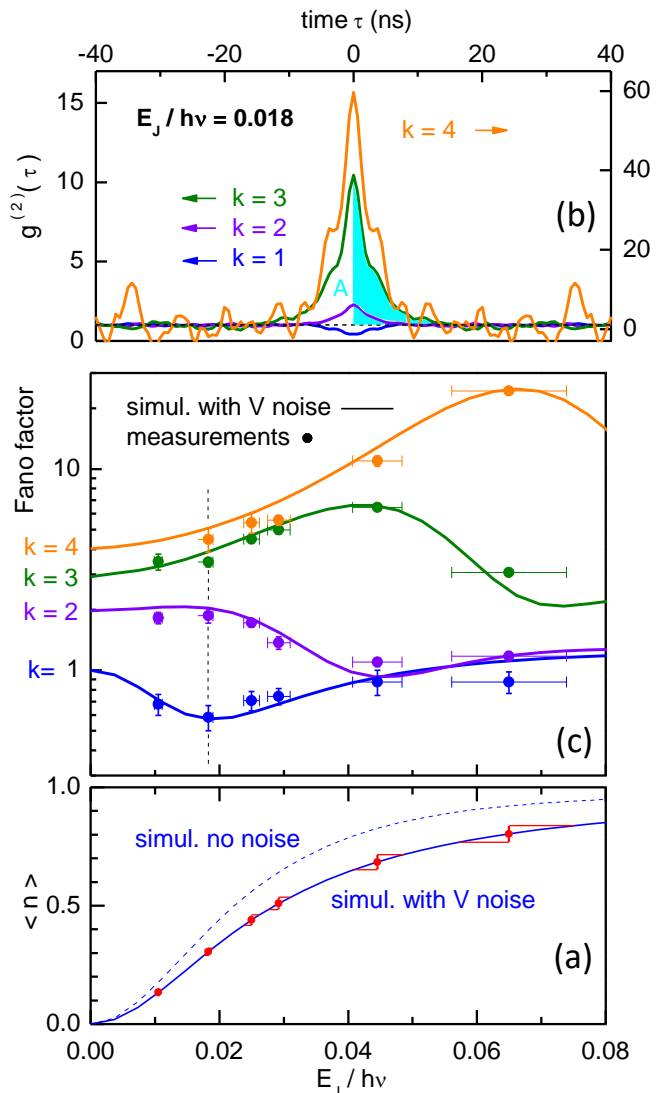 time τ (ns)
-40 -20 0 20 40
15
10
5
0
60
40
20
0
g^(2)(τ)
E_J / hν = 0.018
k = 4
k = 3
k = 2
k = 1
A
(b)
Fano factor
10
1
simul. with V noise
measurements
k = 4
k = 3
k = 2
k=
(c)
1
1.0
0.5
0.0
< n >
simul. no noise
simul. with V noise
(a)
0.00 0.02 0.04 0.06 0.08
E_J / hν